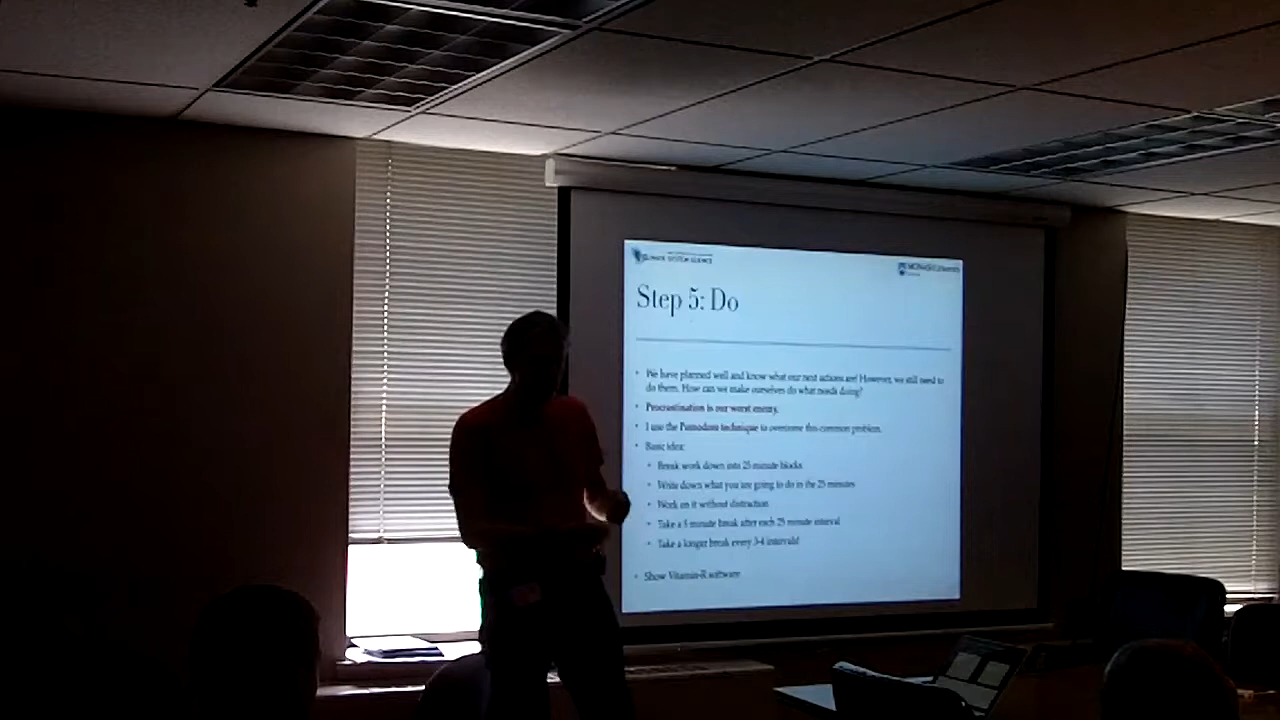 CLIMATE SYSTEM SCIENCE
Step 5: Do
• We have planned well and know what our next actions are! However, we still need to
do them. How can we make ourselves do what needs doing?
• Procrastination is our worst enemy.
• I use the Pomodoro technique to overcome this common problem.
• Basic idea:
• Break work down into 25 minute blocks
• Write down what you are going to do in the 25 minutes
• Work on it without distraction
• Take a 5 minute break after each 25 minute interval
• Take a longer break every 3-4 intervals!
• Show Vitamin-R software